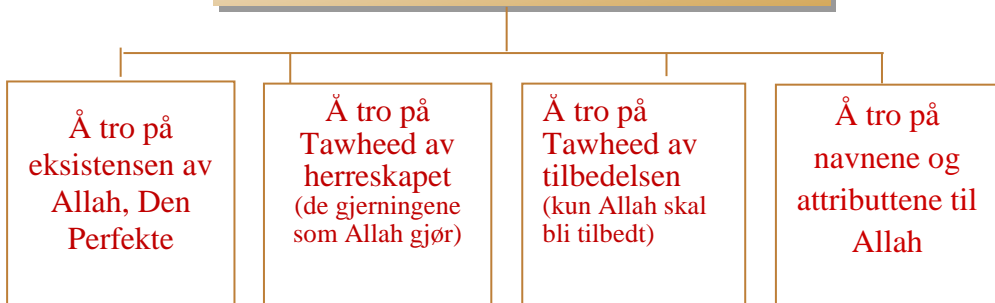 Å tro på
eksistensen av
Allah, Den
Perfekte
Å tro på
Tawheed av
herreskapet
(de gjerningene
som Allah gjør)
Å tro på
Tawheed av
tilbedelsen
(kun Allah skal
bli tilbedt)
Å tro på
navnene og
attributtene til
Allah